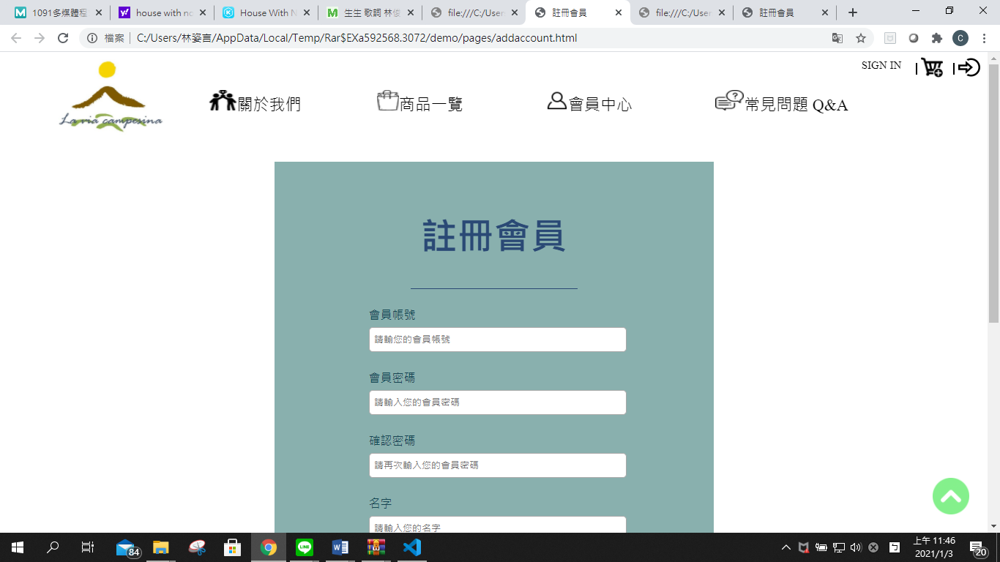 1091多媒體程
house with no
House With N
生生 歌詞 林俊
file:///C:/User
註冊會員
file:///C:/User
註冊會員
檔案 C:/Users/林姿言/AppData/Local/Temp/Rar$EXa592568.3072/demo/pages/addaccount.html
C
SIGN IN
La via campesina
關於我們
商品一覽
會員中心
常見問題 Q&A
註冊會員
會員帳號
請輸您的會員帳號
會員密碼
請輸入您的會員密碼
確認密碼
請再次輸入您的會員密碼
名字
請輸入您的名字
84
LINE
上午 11:46
2021/1/3
20